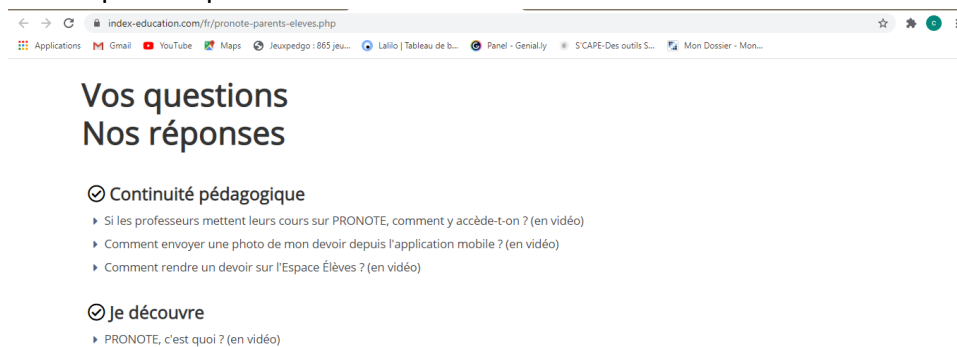 index-education.com/fr/pronote-parents-eleves.php
Applications Gmail YouTube Maps Jeuxpedgo : 865 jeu... Lalilo | Tableau de b... Panel - Genial.ly S'CAPE-Des outils S... Mon Dossier - Mon...
Vos questions
Nos réponses
Continuité pédagogique
Si les professeurs mettent leurs cours sur PRONOTE, comment y accède-t-on ? (en vidéo)
Comment envoyer une photo de mon devoir depuis l'application mobile ? (en vidéo)
Comment rendre un devoir sur l'Espace Élèves ? (en vidéo)
Je découvre
PRONOTE, c'est quoi ? (en vidéo)